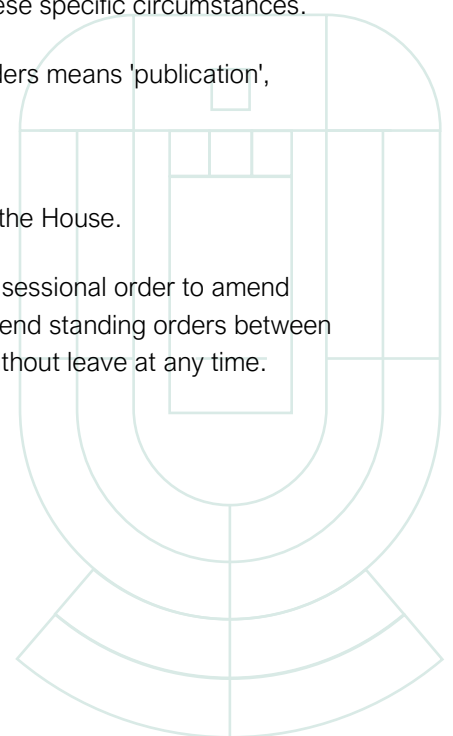 ese specific circumstances.
ders means 'publication',
the House.
sessional order to amend
end standing orders between
thout leave at any time.